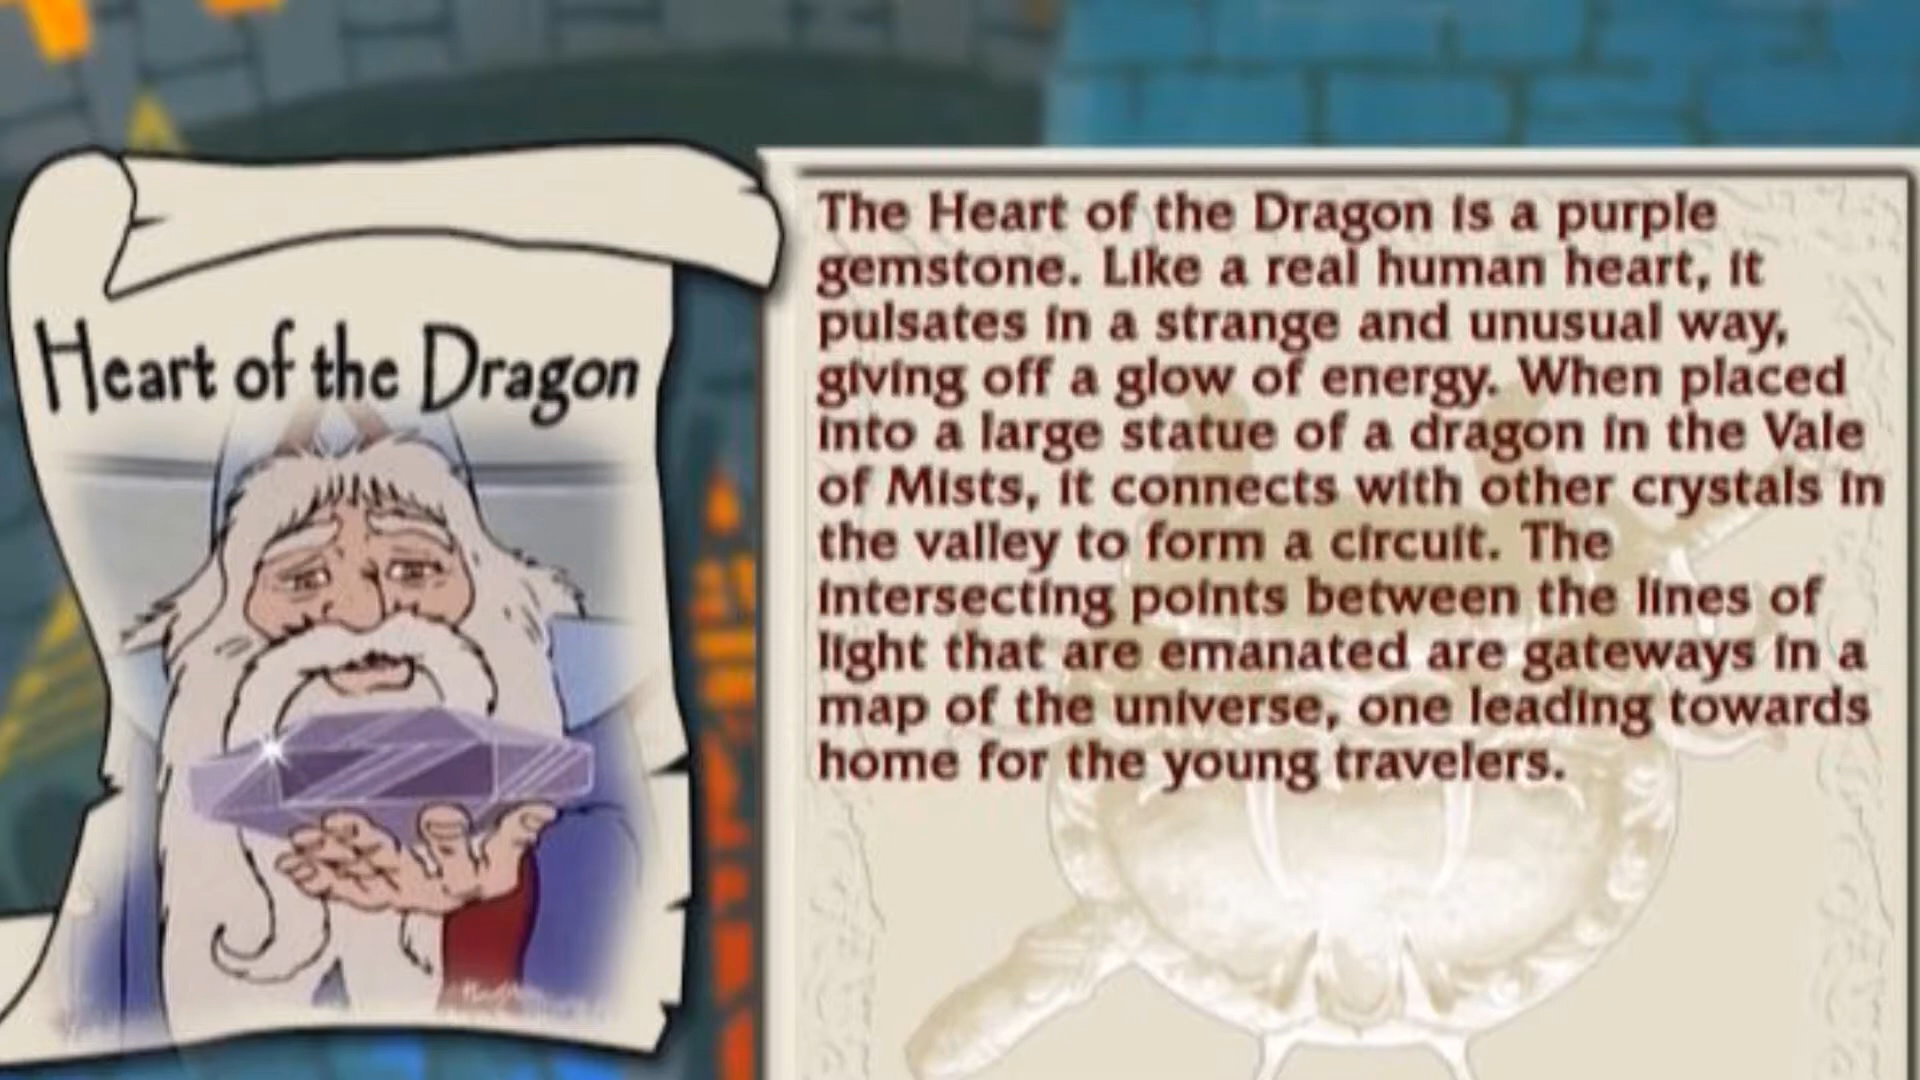 Heart of the Dragon
The Heart of the Dragon is a purple
gemstone. Like a real human heart, it
pulsates in a strange and unusual way,
giving off a glow of energy. When placed
into a large statue of a dragon in the Vale
of Mists, it connects with other crystals in
the valley to form a circuit. The
intersecting points between the lines of
light that are emanated are gateways in a
map of the universe, one leading towards
home for the young travelers.